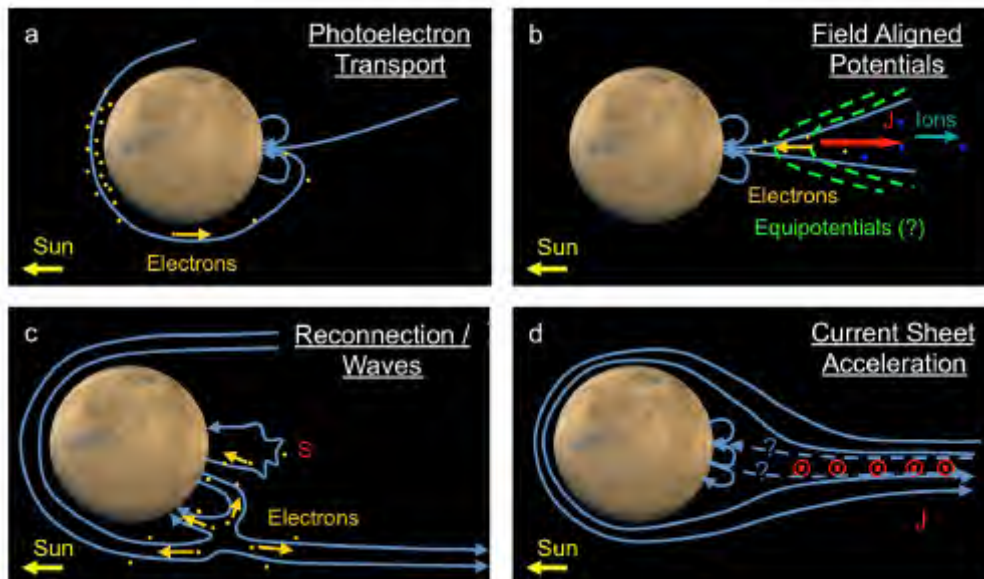 a
Photoelectron
Transport
Sun
Electrons
b
Field Aligned
Potentials
J
Ions
Electrons
Equipotentials (?)
Sun
c
Reconnection /
Waves
S
Electrons
Sun
d
Current Sheet
Acceleration
?
?
J
Sun